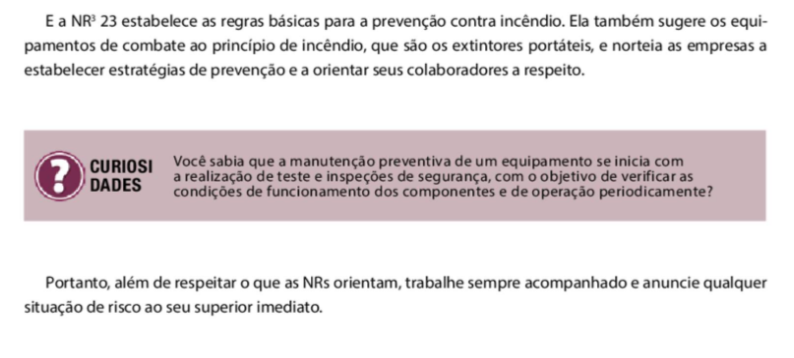 E a NR³ 23 estabelece as regras básicas para a prevenção contra incêndio. Ela também sugere os equi-
pamentos de combate ao princípio de incêndio, que são os extintores portáteis, e norteia as empresas a
estabelecer estratégias de prevenção e a orientar seus colaboradores a respeito.
?
CURIOSI
DADES
Você sabia que a manutenção preventiva de um equipamento se inicia com
a realização de teste e inspeções de segurança, com o objetivo de verificar as
condições de funcionamento dos componentes e de operação periodicamente?
Portanto, além de respeitar o que as NRs orientam, trabalhe sempre acompanhado e anuncie qualquer
situação de risco ao seu superior imediato.